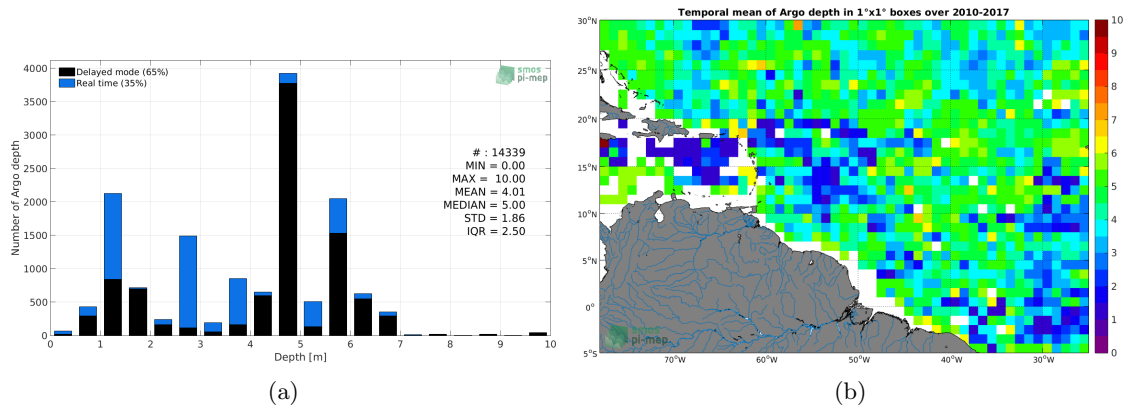 Delayed mode (65%)
Real time (35%)
smos
pi-mep
4000
3500
3000
2500
2000
1500
1000
500
0
Number of Argo depth
# : 14339
MIN = 0.00
MAX = 10.00
MEAN = 4.01
MEDIAN = 5.00
STD = 1.86
IQR = 2.50
0 1 2 3 4 5 6 7 8 9 10
Depth [m]
(a)
Temporal mean of Argo depth in 1°x1° boxes over 2010-2017
30°N
25°N
20°N
15°N
10°N
5°N
0°
5°S
70°W 60°W 50°W 40°W 30°W
smos
pi-mep
10
9
8
7
6
5
4
3
2
1
0
(b)